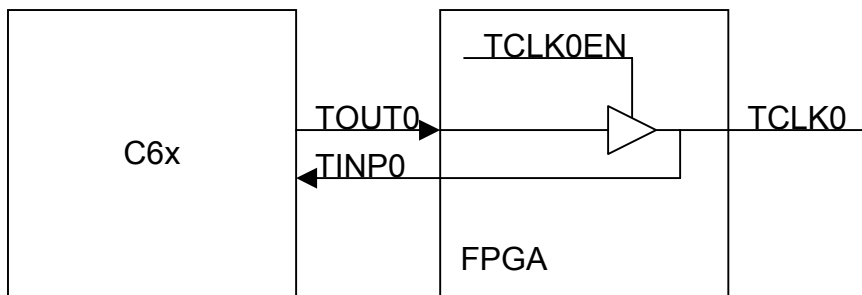 TCLK0EN
TOUT0
TCLK0
C6x
TINP0
FPGA